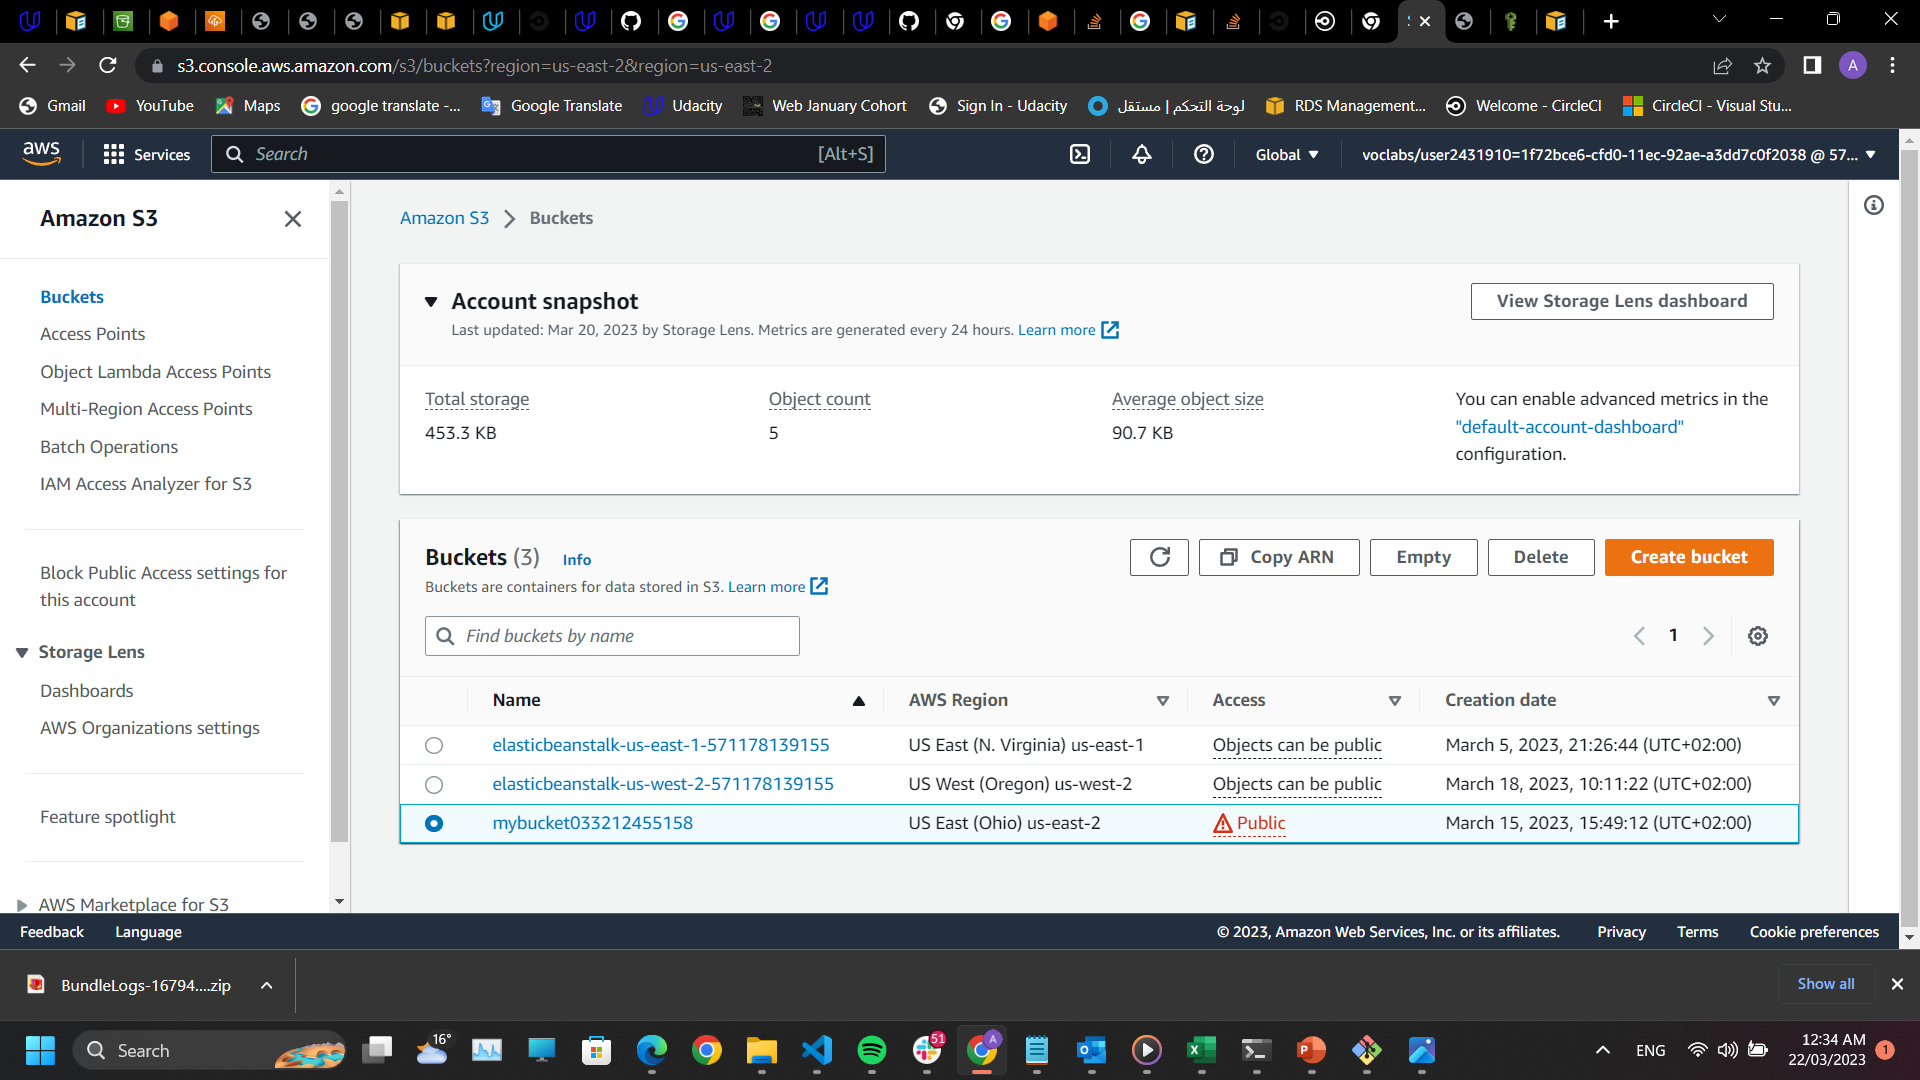 s3.console.aws.amazon.com/s3/buckets?region=us-east-2&region=us-east-2
A
Gmail YouTube Maps google translate -... Google Translate Udacity Web January Cohort Sign In - Udacity لوحة التحكم | مستقل RDS Management... Welcome - CircleCI CircleCI - Visual Stu...
aws Services Search [Alt+S] Global voclabs/user2431910=1f72bce6-cfd0-11ec-92ae-a3dd7c0f2038 @ 57...
Amazon S3
Buckets
Access Points
Object Lambda Access Points
Multi-Region Access Points
Batch Operations
IAM Access Analyzer for S3
Block Public Access settings for
this account
Storage Lens
Dashboards
AWS Organizations settings
Feature spotlight
AWS Marketplace for S3
Amazon S3 Buckets
Account snapshot
Last updated: Mar 20, 2023 by Storage Lens. Metrics are generated every 24 hours. Learn more
View Storage Lens dashboard
Total storage
453.3 KB
Object count
5
Average object size
90.7 KB
You can enable advanced metrics in the
"default-account-dashboard"
configuration.
Buckets (3) Info
Buckets are containers for data stored in S3. Learn more
Copy ARN Empty Delete Create bucket
Find buckets by name
1
Name AWS Region Access Creation date
elasticbeanstalk-us-east-1-571178139155 US East (N. Virginia) us-east-1 Objects can be public March 5, 2023, 21:26:44 (UTC+02:00)
elasticbeanstalk-us-west-2-571178139155 US West (Oregon) us-west-2 Objects can be public March 18, 2023, 10:11:22 (UTC+02:00)
mybucket033212455158 US East (Ohio) us-east-2 Public March 15, 2023, 15:49:12 (UTC+02:00)
Feedback Language © 2023, Amazon Web Services, Inc. or its affiliates. Privacy Terms Cookie preferences
BundleLogs-16794....zip Show all
Search 16° 51 A ENG 12:34 AM
22/03/2023 1